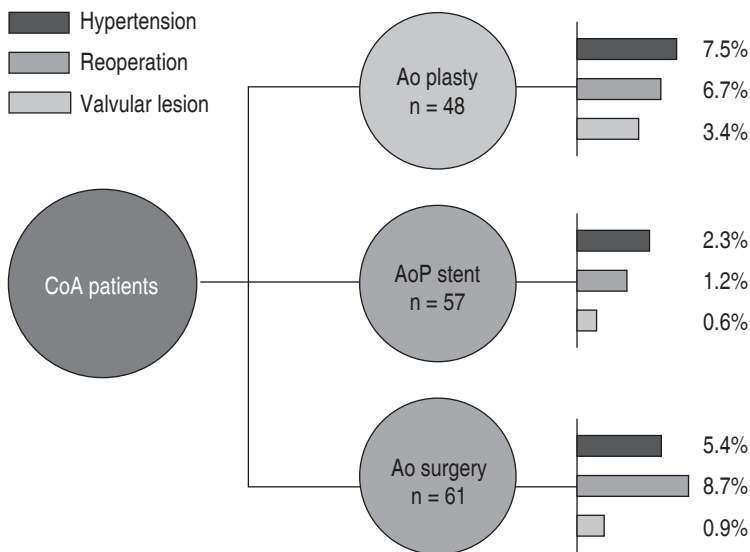 Hypertension
Reoperation
Valvular lesion
CoA patients
Ao plasty
n = 48
7.5%
6.7%
3.4%
AoP stent
n = 57
2.3%
1.2%
0.6%
Ao surgery
n = 61
5.4%
8.7%
0.9%